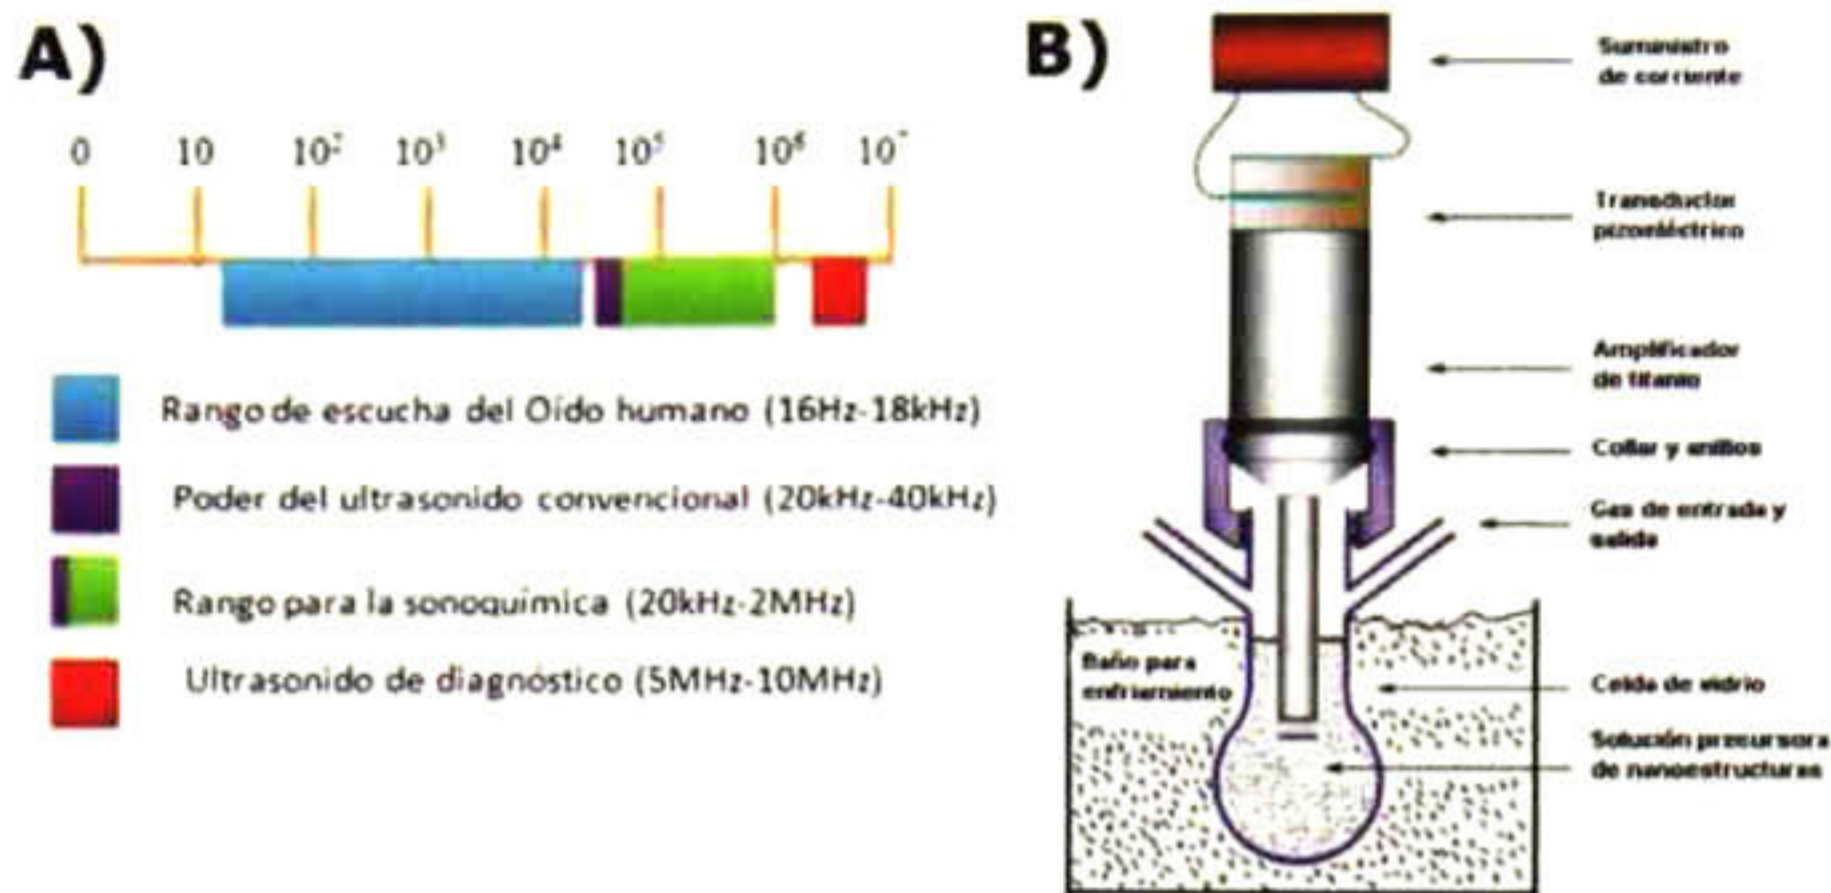 A)
0 10 10² 10³ 10⁴ 10⁵ 10⁶ 10
Rango de escucha del Oído humano (16Hz-18kHz)
Poder del ultrasonido convencional (20kHz-40kHz)
Rango para la sonoquímica (20kHz-2MHz)
Ultrasonido de diagnóstico (5MHz-10MHz)
B)
Suministro
de corriente
Transductor
pizoeléctrico
Amplificador
de titanio
Collar y anillos
Gas de entrada y
salida
Baño para
enfriamiento
Celda de vidrio
Solución precursora
de nanoestructuras